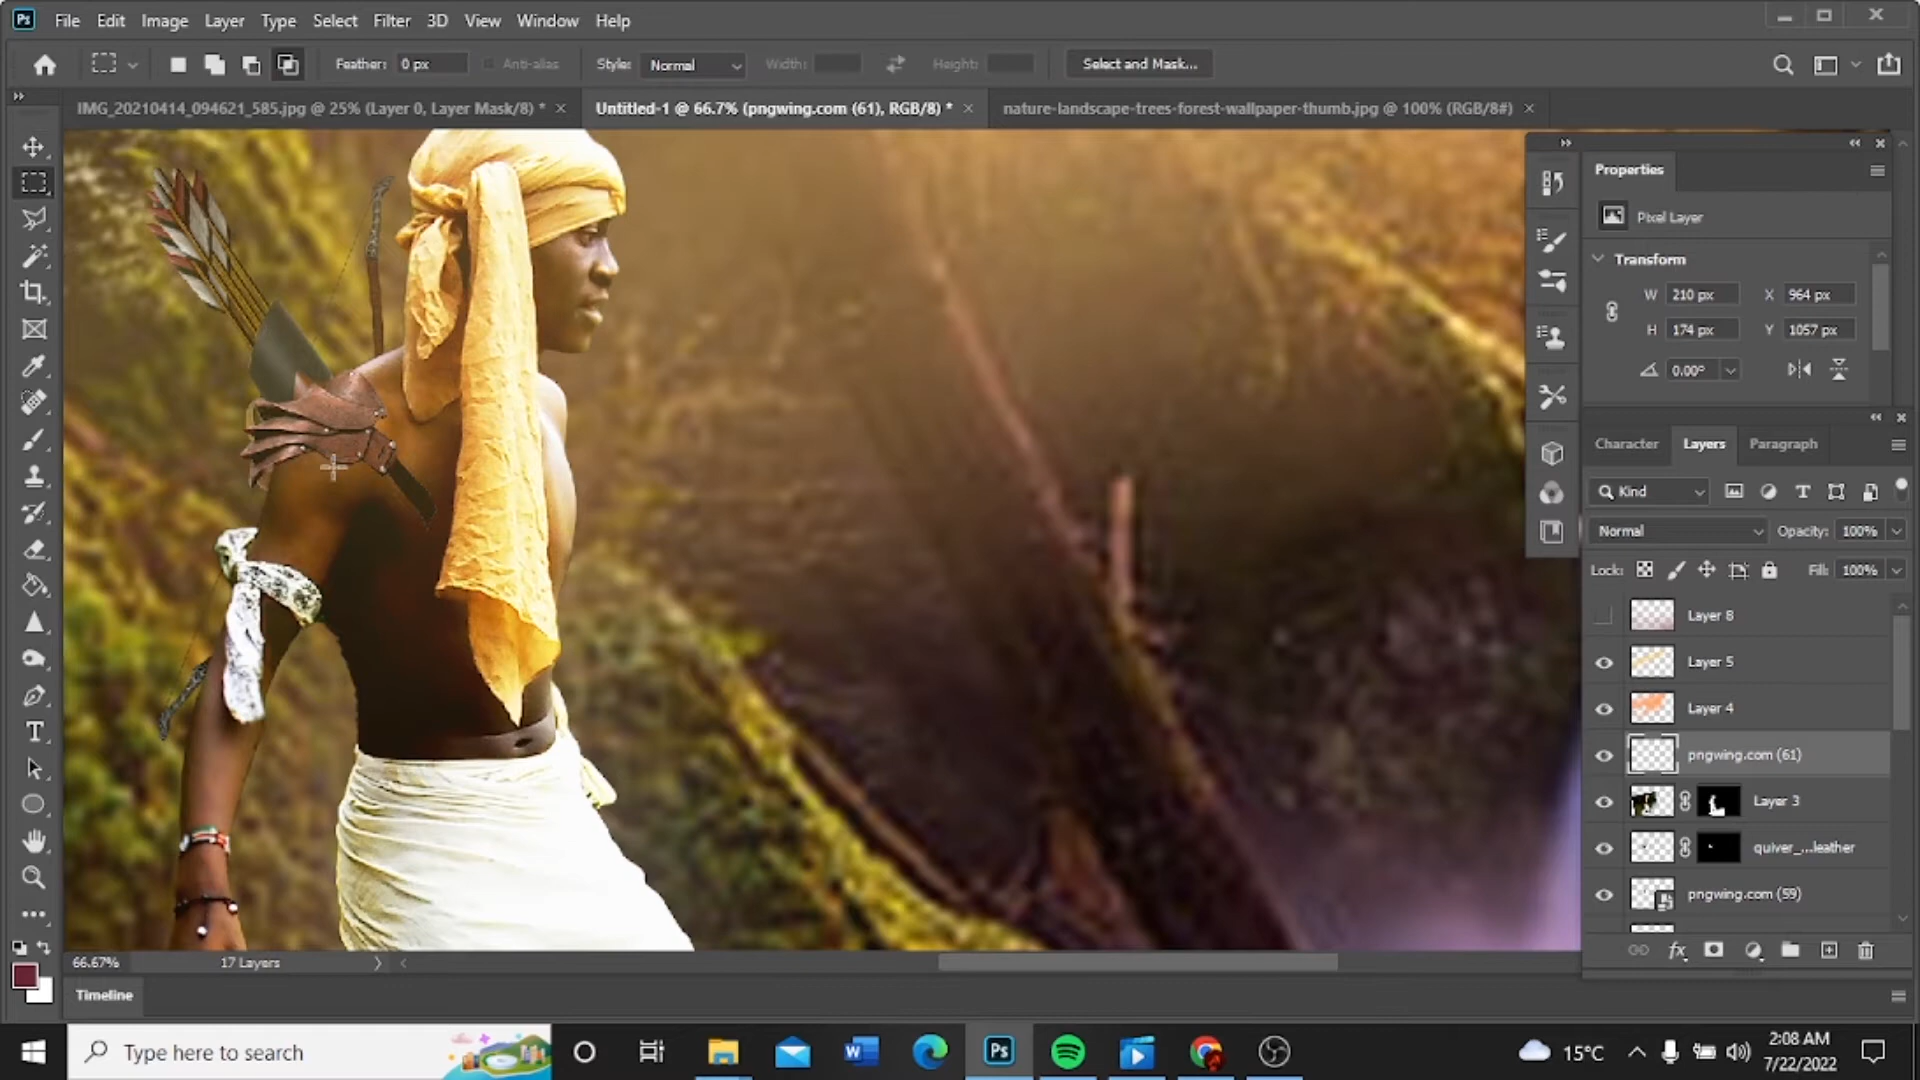 Ps File Edit Image Layer Type Select Filter 3D View Window Help
Feather: 0 px Anti-alias Style: Normal Width: Height: Select and Mask...
IMG_20210414_094621_585.jpg @ 25% (Layer 0, Layer Mask/8) * Untitled-1 @ 66.7% (pngwing.com (61), RGB/8) * nature-landscape-trees-forest-wallpaper-thumb.jpg @ 100% (RGB/8#)
Properties
Pixel Layer
Transform
W 210 px X 964 px
H 174 px Y 1057 px
0.00°
Character Layers Paragraph
Kind
Normal Opacity: 100%
Lock: Fill: 100%
Layer 8
Layer 5
Layer 4
pngwing.com (61)
Layer 3
quiver_...leather
pngwing.com (59)
66.67% 17 Layers
Timeline
Type here to search
15°C
2:08 AM
7/22/2022